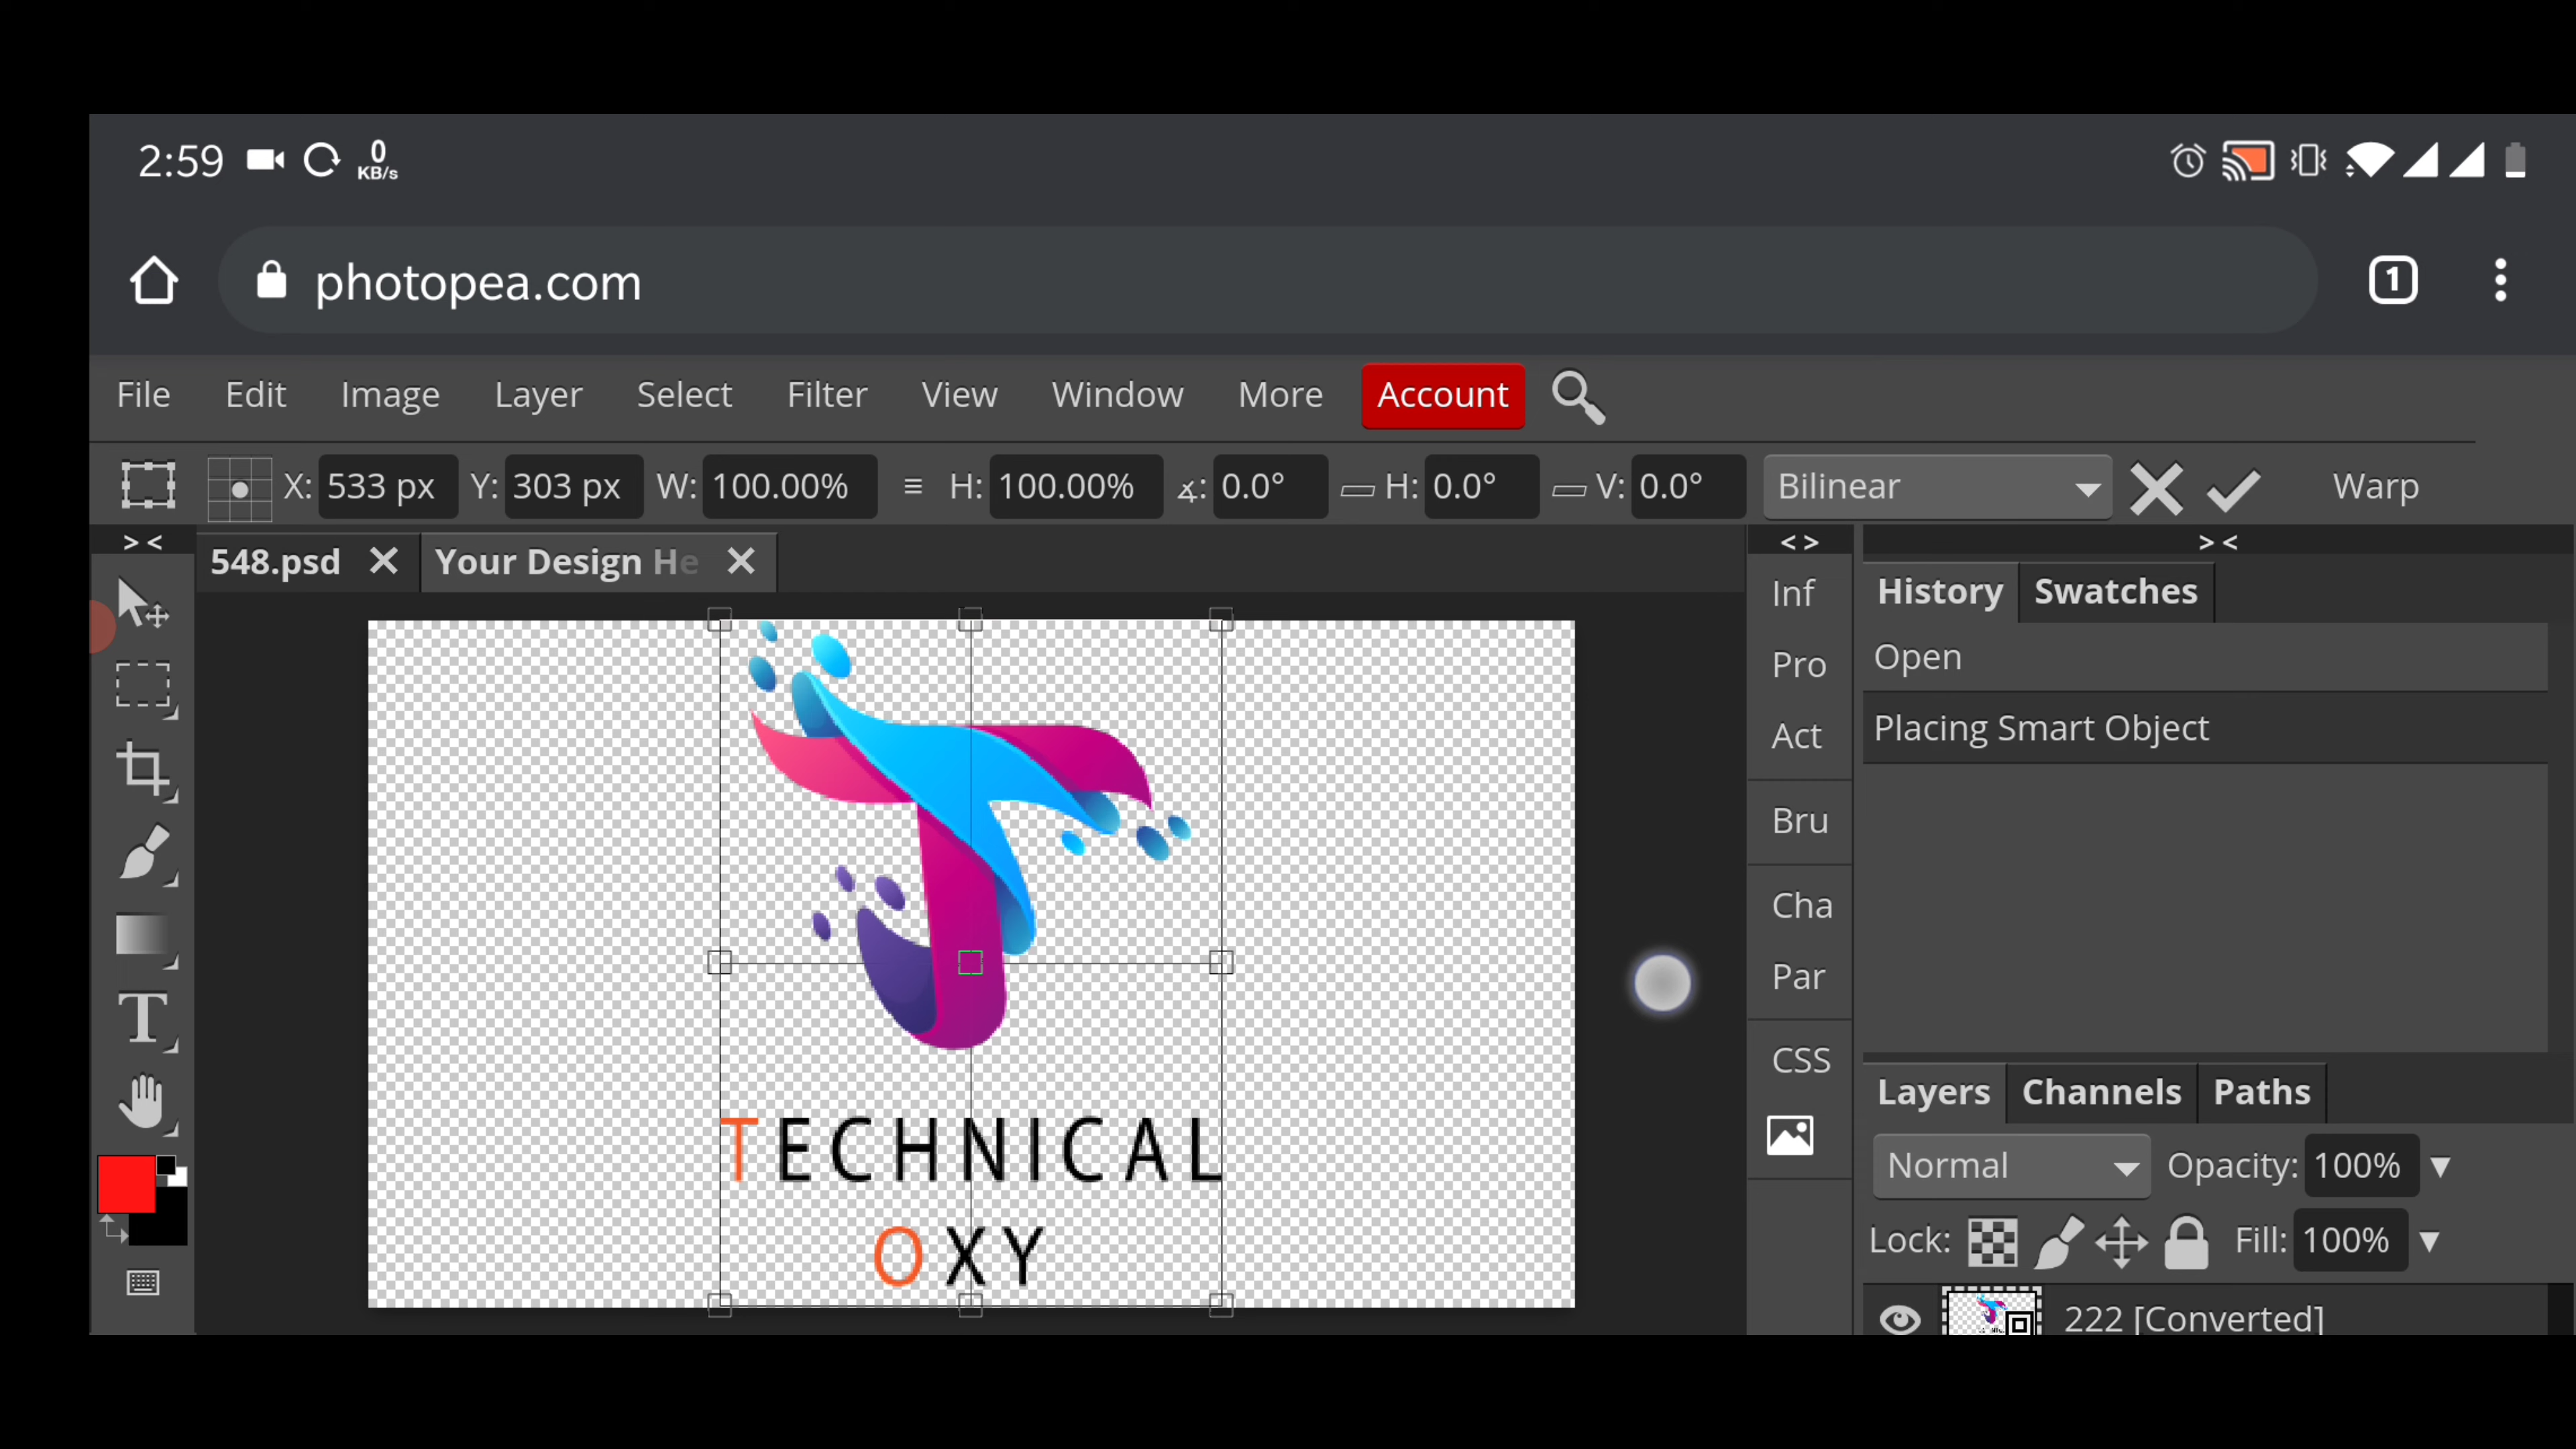 2:59 0 KB/s
photopea.com 1
File Edit Image Layer Select Filter View Window More Account
X: 533 px Y: 303 px W: 100.00% H: 100.00% ∡: 0.0° H: 0.0° V: 0.0° Bilinear Warp
> <
548.psd Your Design He
< >
> <
Inf
Pro
Act
Bru
Cha
Par
CSS
History Swatches
Open
Placing Smart Object
TECHNICAL
OXY
T
Layers Channels Paths
Normal Opacity: 100%
Lock: Fill: 100%
222 [Converted]